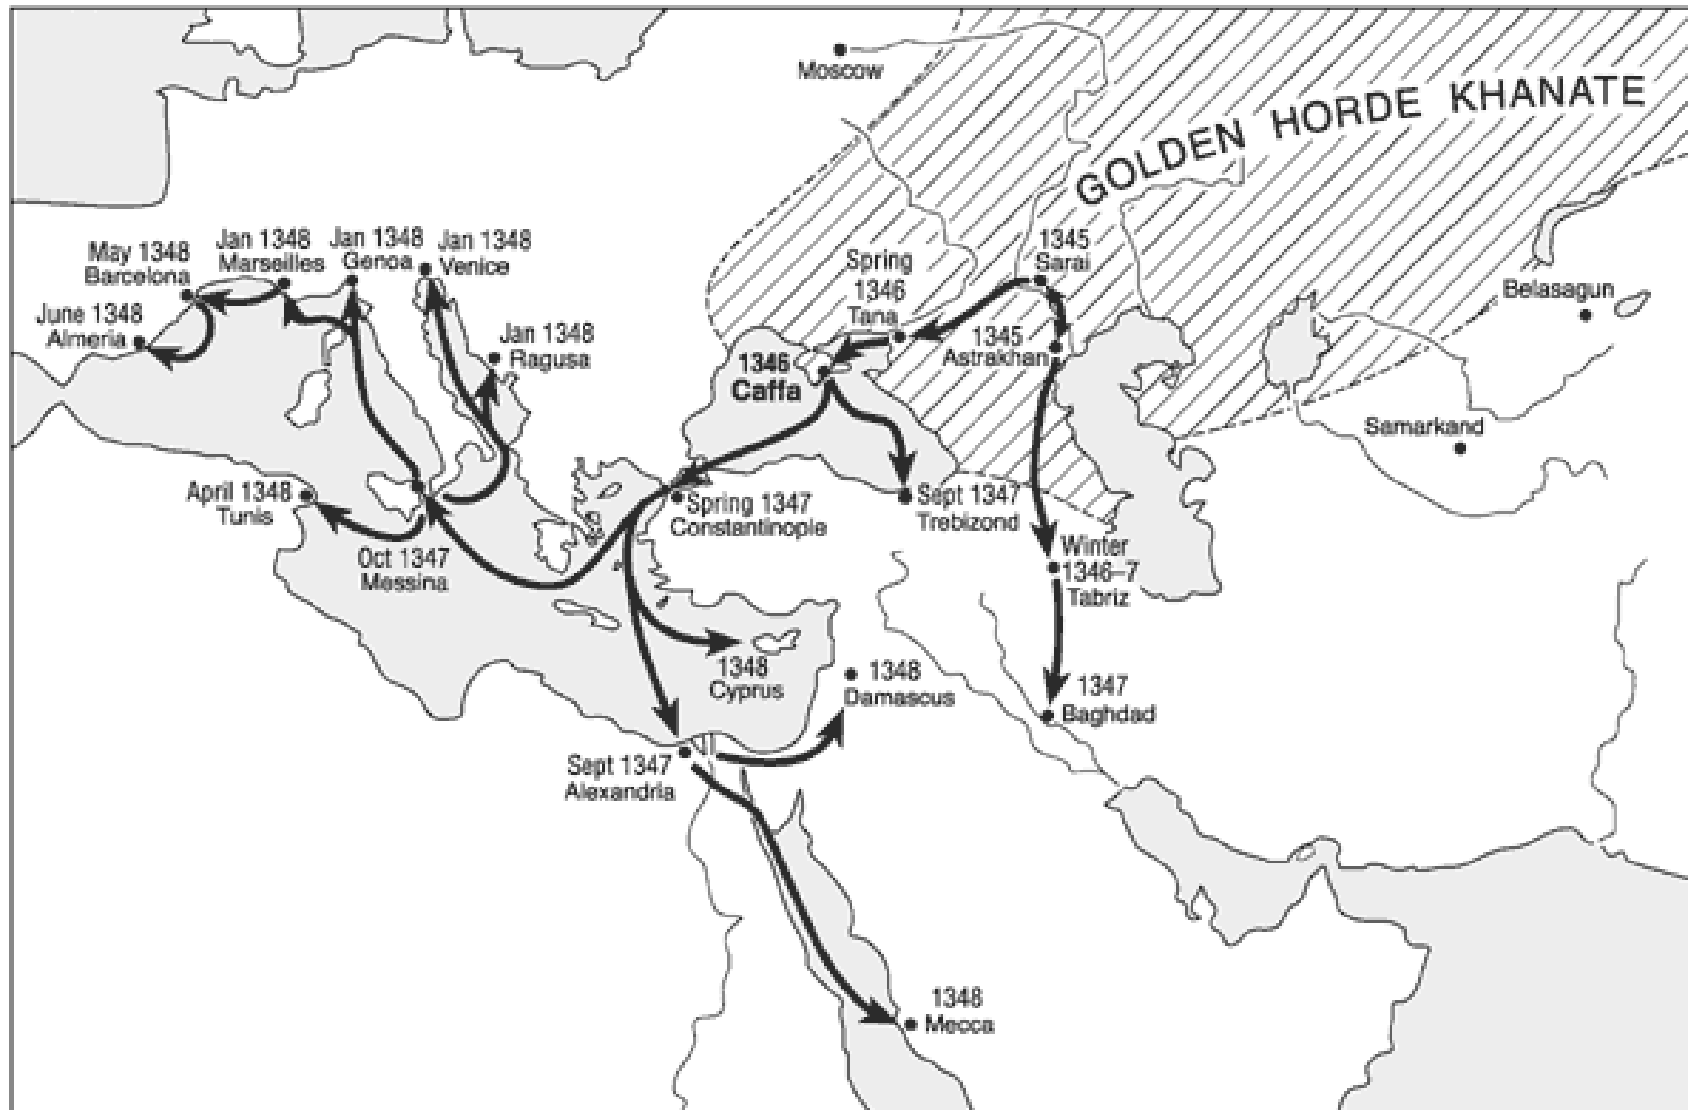 Moscow
GOLDEN HORDE KHANATE
May 1348
Barcelona
Jan 1348
Marseilles
Jan 1348
Genoa
Jan 1348
Venice
June 1348
Almeria
Jan 1348
Ragusa
Spring
1346
Tana
1345
Sarai
1345
Astrakhan
Belasagun
1346
Caffa
Samarkand
April 1348
Tunis
Oct 1347
Messina
Spring 1347
Constantinople
Sept 1347
Trebizond
Winter
1346–7
Tabriz
1348
Cyprus
1348
Damascus
1347
Baghdad
Sept 1347
Alexandria
1348
Mecca